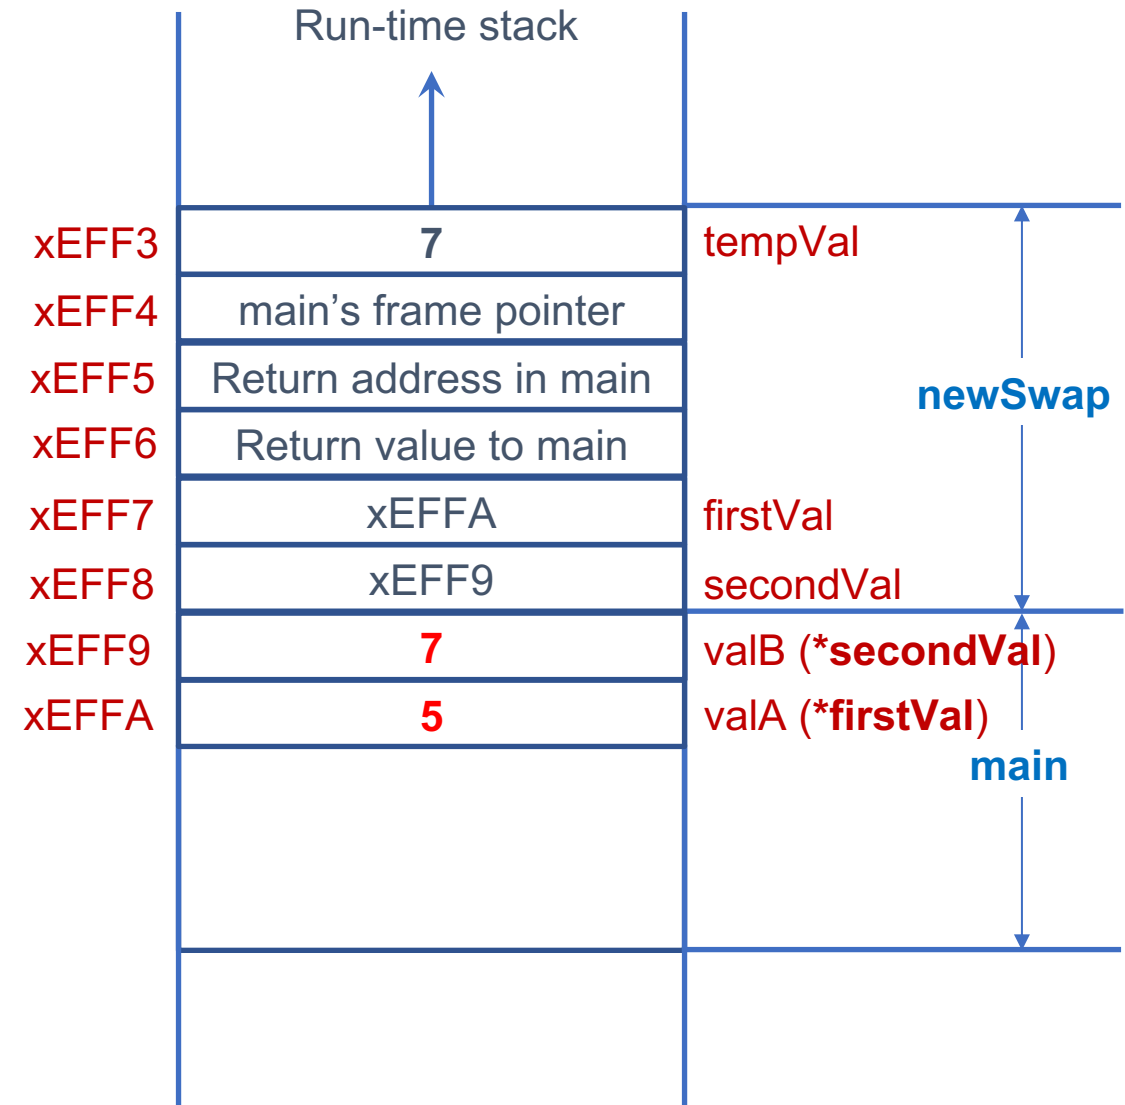 Run-time stack
xEFF3 7 tempVal
xEFF4 main's frame pointer
xEFF5 Return address in main
newSwap
xEFF6 Return value to main
xEFF7 xEFFA firstVal
xEFF8 xEFF9 secondVal
xEFF9 7 valB (*secondVal)
xEFFA 5 valA (*firstVal)
main